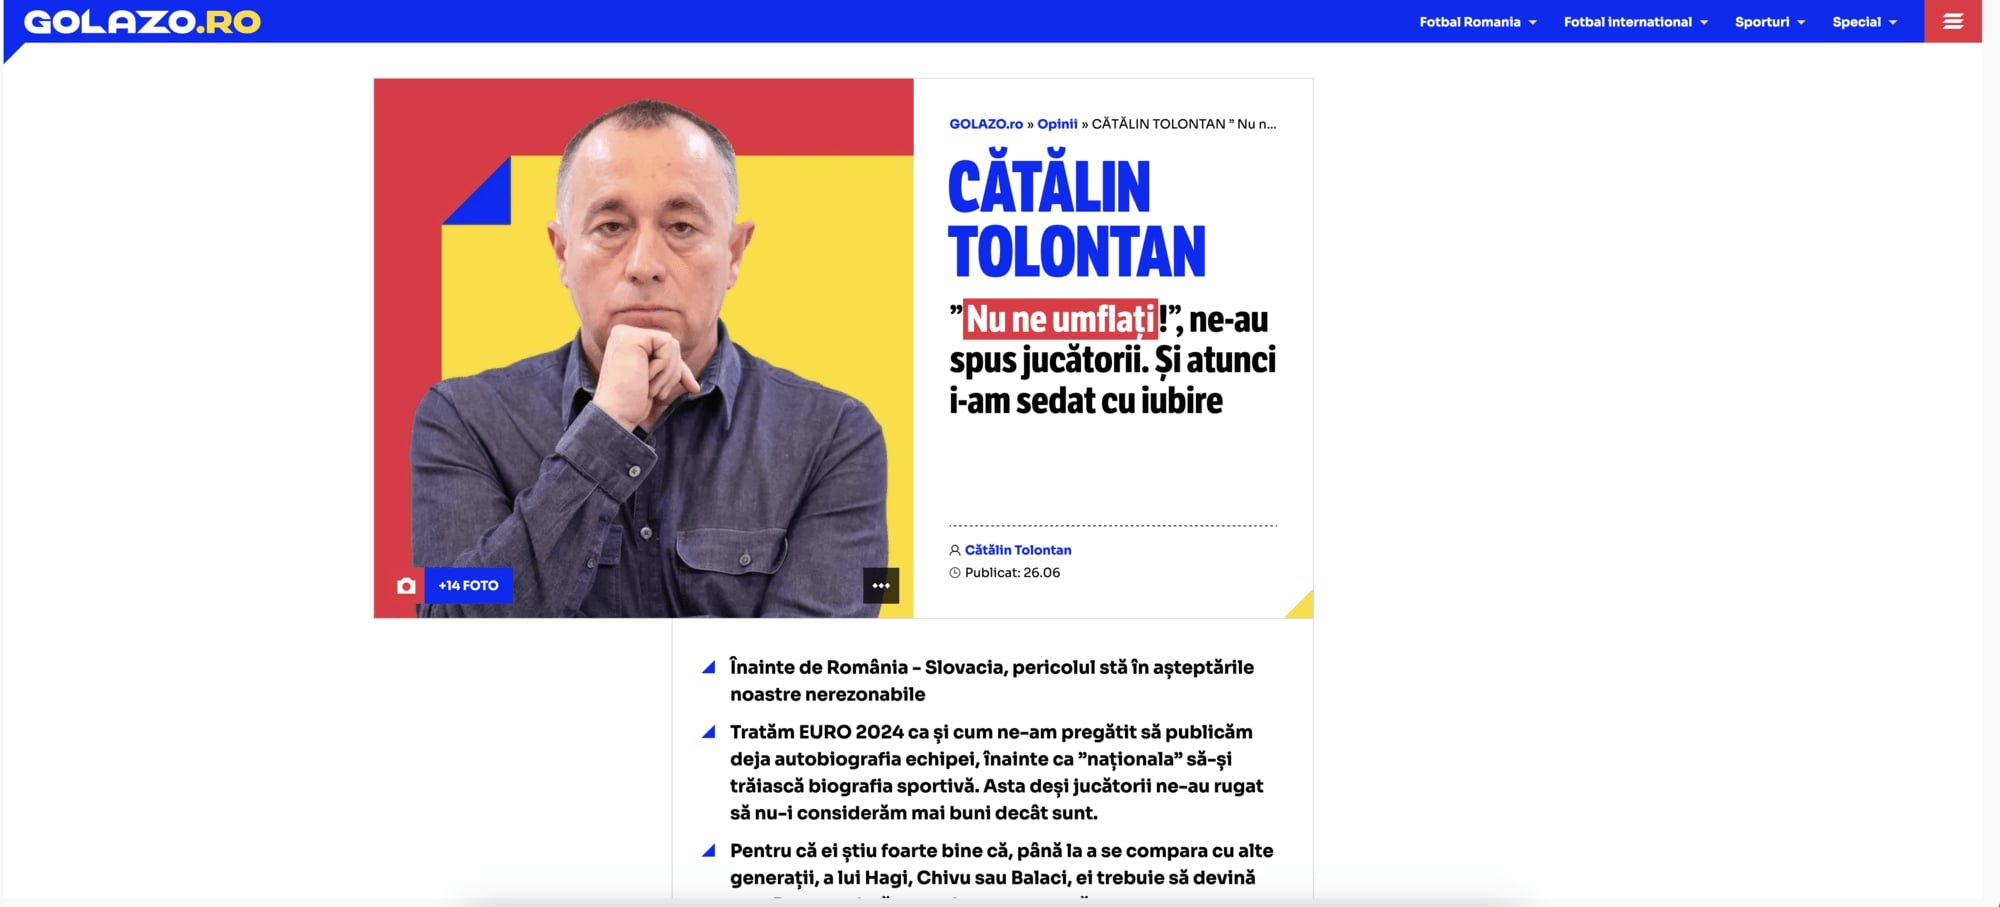 GOLAZO.RO
Fotbal Romania
Fotbal international
Sporturi
Special
GOLAZO.ro » Opinii » CĂTĂLIN TOLONTAN ” Nu n...
CĂTĂLIN
TOLONTAN
”Nu ne umflați!”, ne-au
spus jucătorii. Și atunci
i-am sedat cu iubire
Cătălin Tolontan
Publicat: 26.06
+14 FOTO
Înainte de România – Slovacia, pericolul stă în așteptările
noastre nerezonabile
Tratăm EURO 2024 ca și cum ne-am pregătit să publicăm
deja autobiografia echipei, înainte ca ”naționala” să-și
trăiască biografia sportivă. Asta deși jucătorii ne-au rugat
să nu-i considerăm mai buni decât sunt.
Pentru că ei știu foarte bine că, până la a se compara cu alte
generații, a lui Hagi, Chivu sau Balaci, ei trebuie să devină